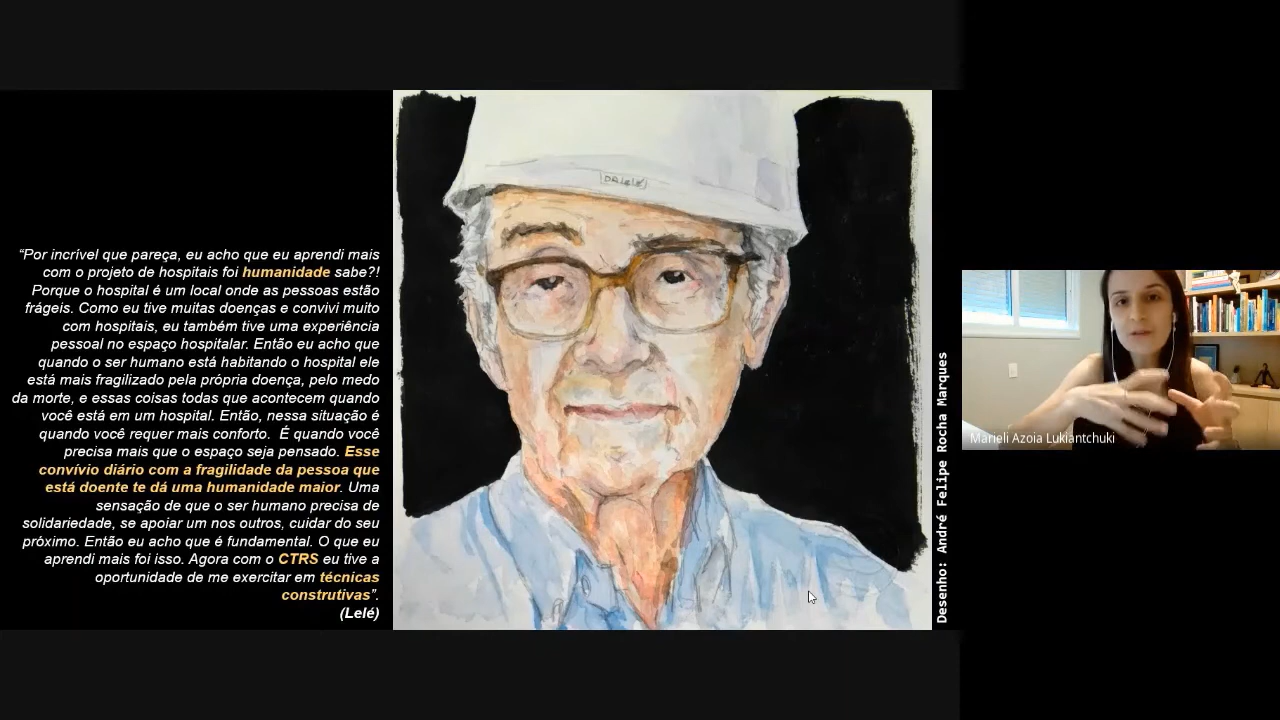 “Por incrível que pareça, eu acho que eu aprendi mais
com o projeto de hospitais foi humanidade sabe?!
Porque o hospital é um local onde as pessoas estão
frágeis. Como eu tive muitas doenças e convivi muito
com hospitais, eu também tive uma experiência
pessoal no espaço hospitalar. Então eu acho que
quando o ser humano está habitando o hospital ele
está mais fragilizado pela própria doença, pelo medo
da morte, e essas coisas todas que acontecem quando
você está em um hospital. Então, nessa situação é
quando você requer mais conforto. É quando você
precisa mais que o espaço seja pensado. Esse
convívio diário com a fragilidade da pessoa que
está doente te dá uma humanidade maior. Uma
sensação de que o ser humano precisa de
solidariedade, se apoiar um nos outros, cuidar do seu
próximo. Então eu acho que é fundamental. O que eu
aprendi mais foi isso. Agora com o CTRS eu tive a
oportunidade de me exercitar em técnicas
construtivas”.
(Lelé)
Desenho: André Felipe Rocha Marques
Marieli Azoia Lukiantchuki